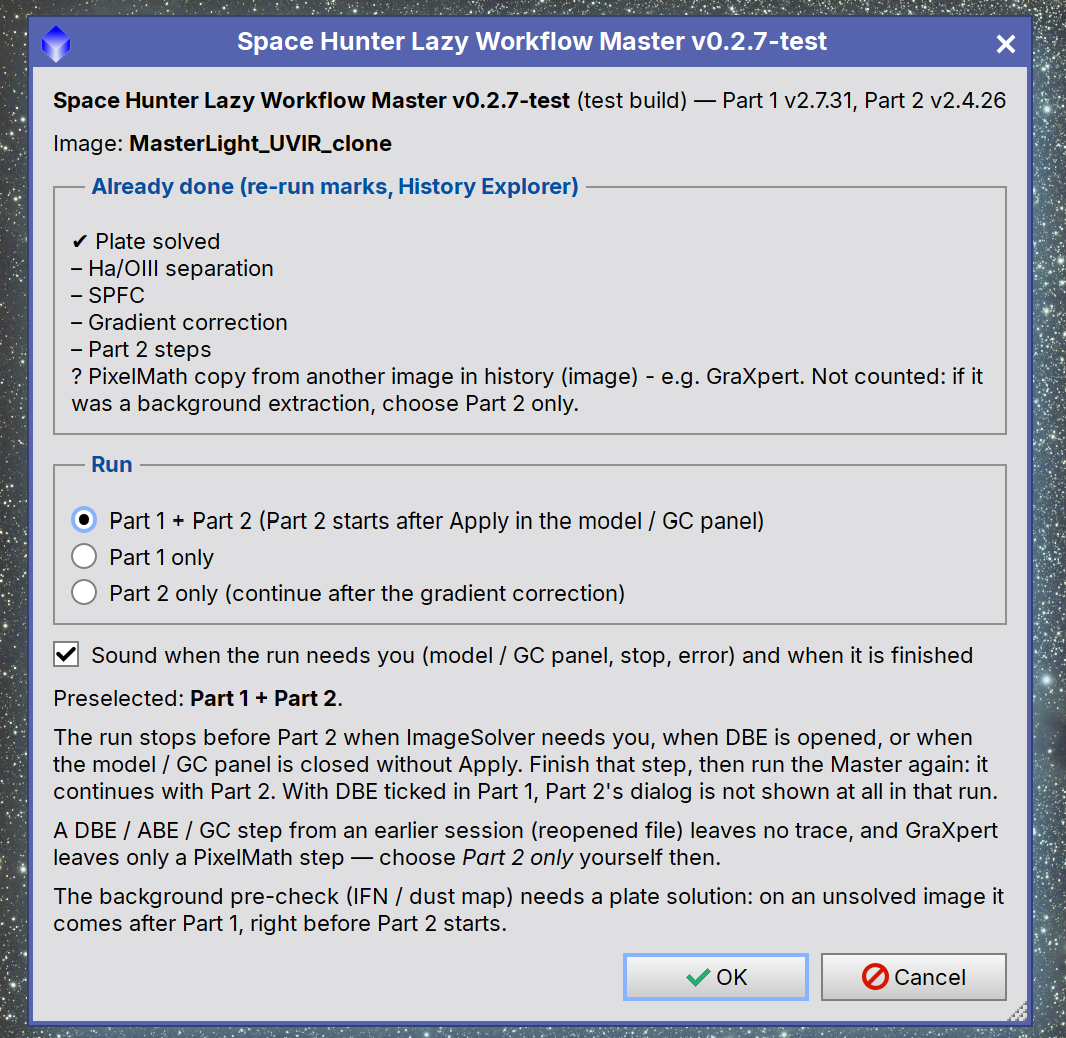 Space Hunter Lazy Workflow Master v0.2.7-test
Space Hunter Lazy Workflow Master v0.2.7-test (test build) — Part 1 v2.7.31, Part 2 v2.4.26
Image: MasterLight_UVIR_clone
Already done (re-run marks, History Explorer)
✔ Plate solved
– Ha/OIII separation
– SPFC
– Gradient correction
– Part 2 steps
? PixelMath copy from another image in history (image) - e.g. GraXpert. Not counted: if it
was a background extraction, choose Part 2 only.
Run
Part 1 + Part 2 (Part 2 starts after Apply in the model / GC panel)
Part 1 only
Part 2 only (continue after the gradient correction)
Sound when the run needs you (model / GC panel, stop, error) and when it is finished
Preselected: Part 1 + Part 2.
The run stops before Part 2 when ImageSolver needs you, when DBE is opened, or when
the model / GC panel is closed without Apply. Finish that step, then run the Master again: it
continues with Part 2. With DBE ticked in Part 1, Part 2's dialog is not shown at all in that run.
A DBE / ABE / GC step from an earlier session (reopened file) leaves no trace, and GraXpert
leaves only a PixelMath step — choose Part 2 only yourself then.
The background pre-check (IFN / dust map) needs a plate solution: on an unsolved image it
comes after Part 1, right before Part 2 starts.
OK
Cancel